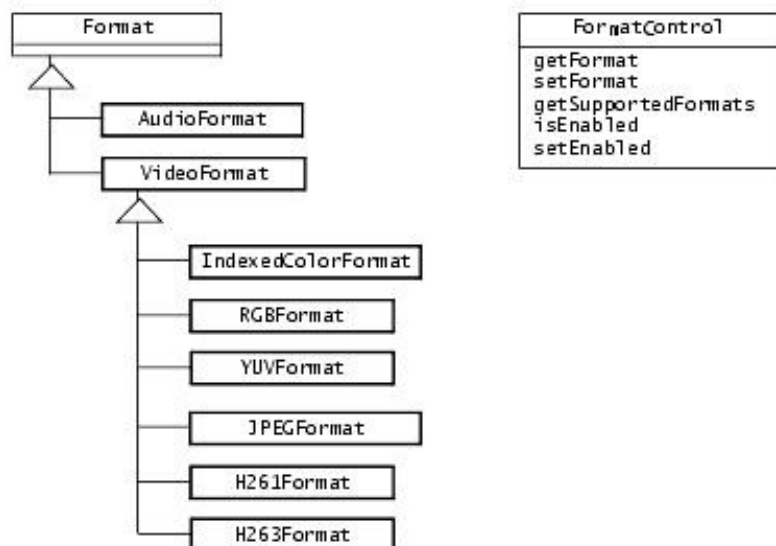 Format
AudioFormat
VideoFormat
IndexedColorFormat
RGBFormat
YUVFormat
JPEGFormat
H261Format
H263Format
FormatControl
getFormat
setFormat
getSupportedFormats
isEnabled
setEnabled